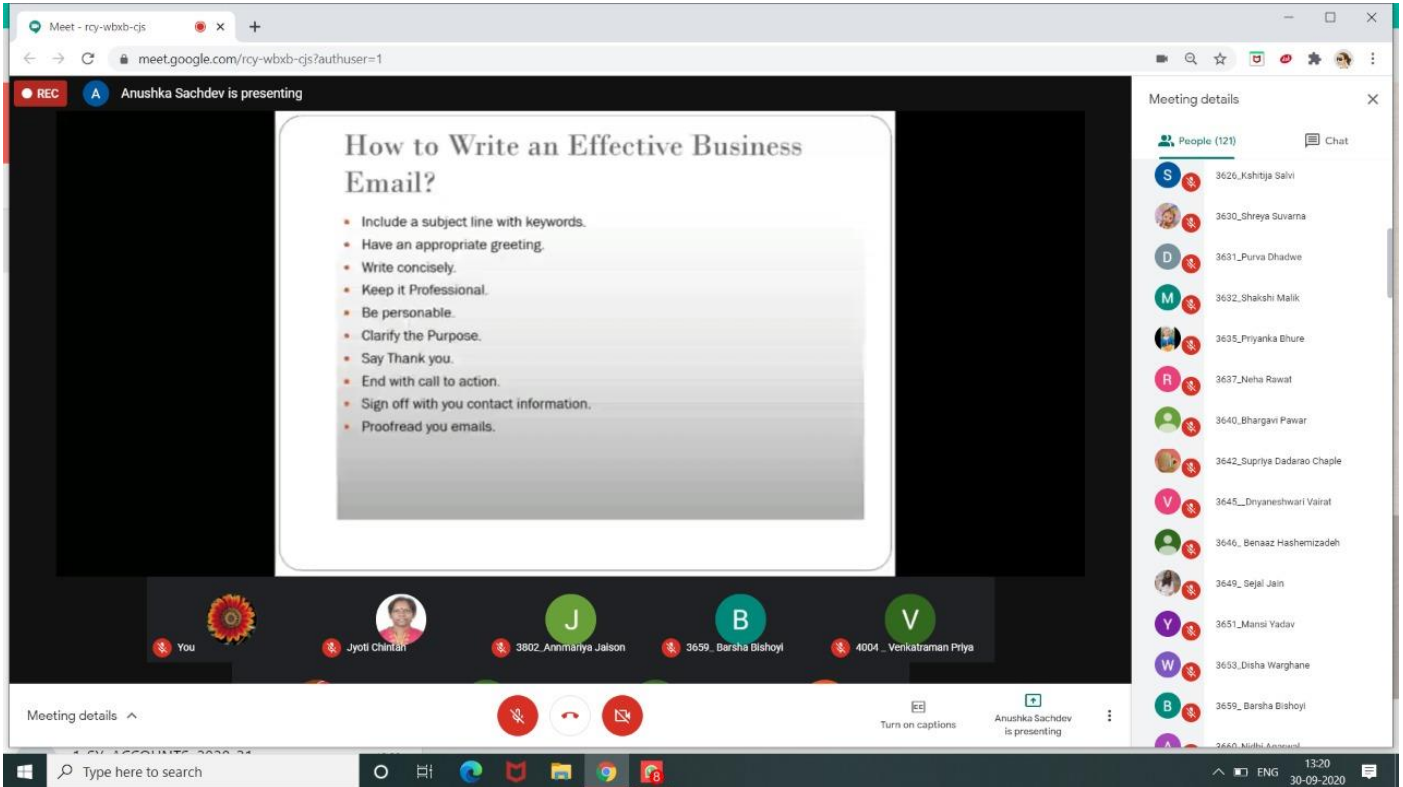 Meet - rcy-wbxb-cjs
meet.google.com/rcy-wbxb-cjs?authuser=1
REC
A
Anushka Sachdev is presenting
How to Write an Effective Business
Email?
Include a subject line with keywords.
Have an appropriate greeting.
Write concisely.
Keep it Professional.
Be personable.
Clarify the Purpose.
Say Thank you.
End with call to action.
Sign off with you contact information.
Proofread you emails.
You
Jyoti Chintan
J
3802_Annmariya Jaison
B
3659_ Barsha Bishoyi
V
4004 _ Venkatraman Priya
Meeting details
People (121)
Chat
S
3626_Kshitija Salvi
3630_Shreya Suvarna
D
3631_Purva Dhadwe
M
3632_Shakshi Malik
3635_Priyanka Bhure
R
3637_Neha Rawat
3640_Bhargavi Pawar
3642_Supriya Dadarao Chaple
V
3645__Dnyaneshwari Vairat
3646_ Benaaz Hashemizadeh
3649_ Sejal Jain
Y
3651_Mansi Yadav
W
3653_Disha Warghane
B
3659_ Barsha Bishoyi
3660_Nidhi Agarwal
Meeting details
Turn on captions
Anushka Sachdev
is presenting
Type here to search
ENG
13:20
30-09-2020